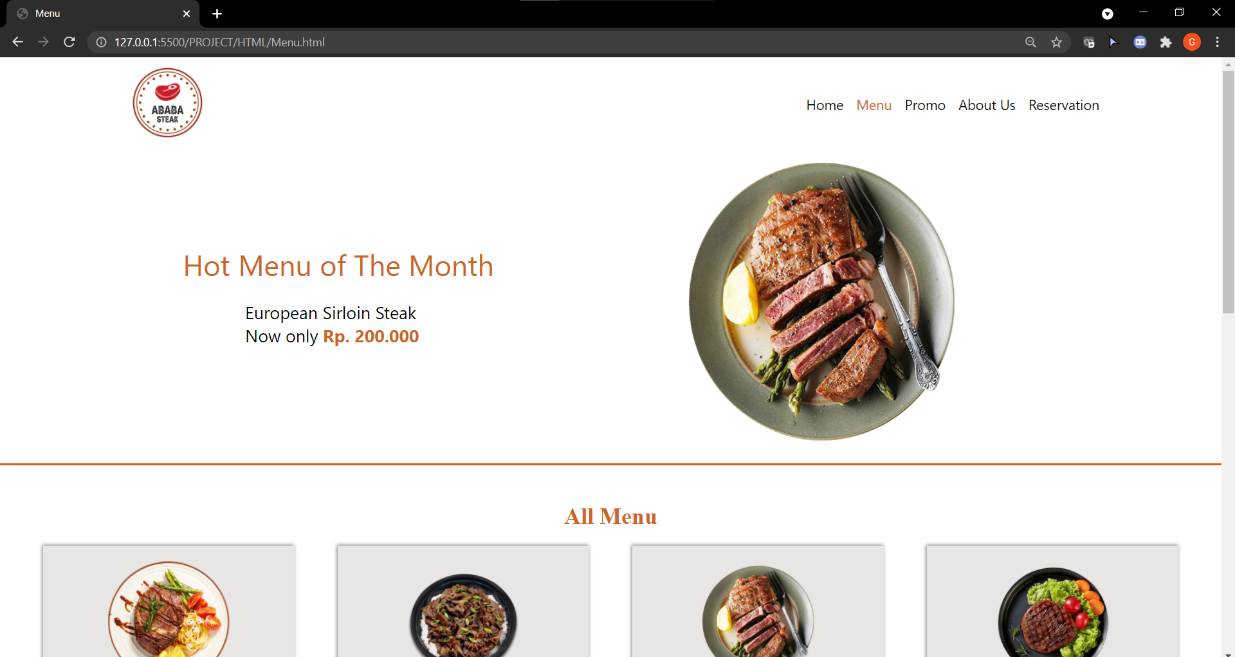 Menu
127.0.0.1:5500/PROJECT/HTML/Menu.html
G
ABABA
STEAK
Home Menu Promo About Us Reservation
Hot Menu of The Month
European Sirloin Steak
Now only Rp. 200.000
All Menu